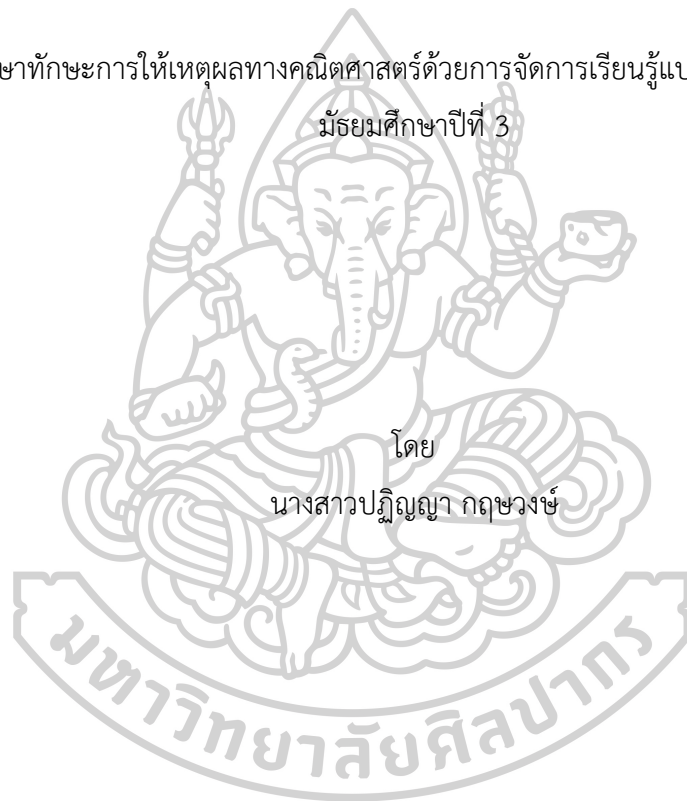 ษาทักษะการให้เหตุผลทางคณิตศาสตร์ด้วยการจัดการเรียนรู้แบ
มัธยมศึกษาปีที่ 3
โดย
นางสาวปฏิญญา กฤษวงษ์
มหาวิทยาลัยศิลปากร